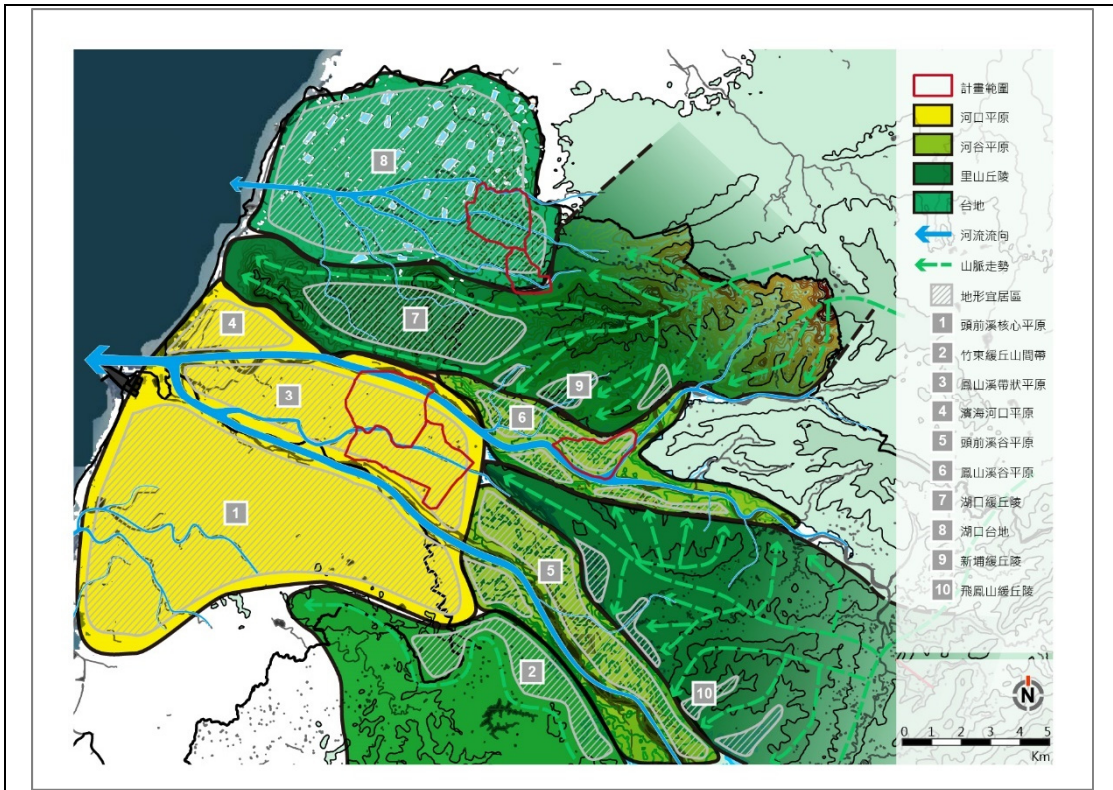 計畫範圍
河口平原
河谷平原
里山丘陵
台地
河流流向
山脈走勢
地形宜居區
1 頭前溪核心平原
2 竹東緩丘山間帶
3 鳳山溪帶狀平原
4 濱海河口平原
5 頭前溪谷平原
6 鳳山溪谷平原
7 湖口緩丘陵
8 湖口台地
9 新埔緩丘陵
10 飛鳳山緩丘陵
8
7
4
9
3
6
1
5
2
10
N
0 1 2 3 4 5
Km